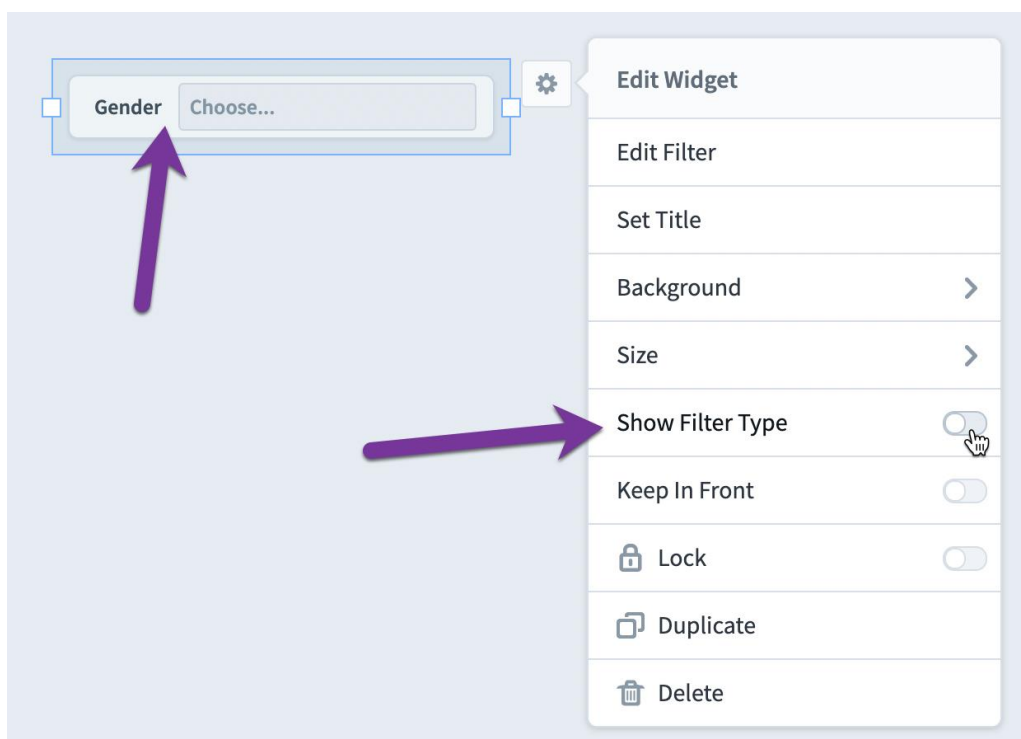 Gender Choose...
Edit Widget
Edit Filter
Set Title
Background
Size
Show Filter Type
Keep In Front
Lock
Duplicate
Delete